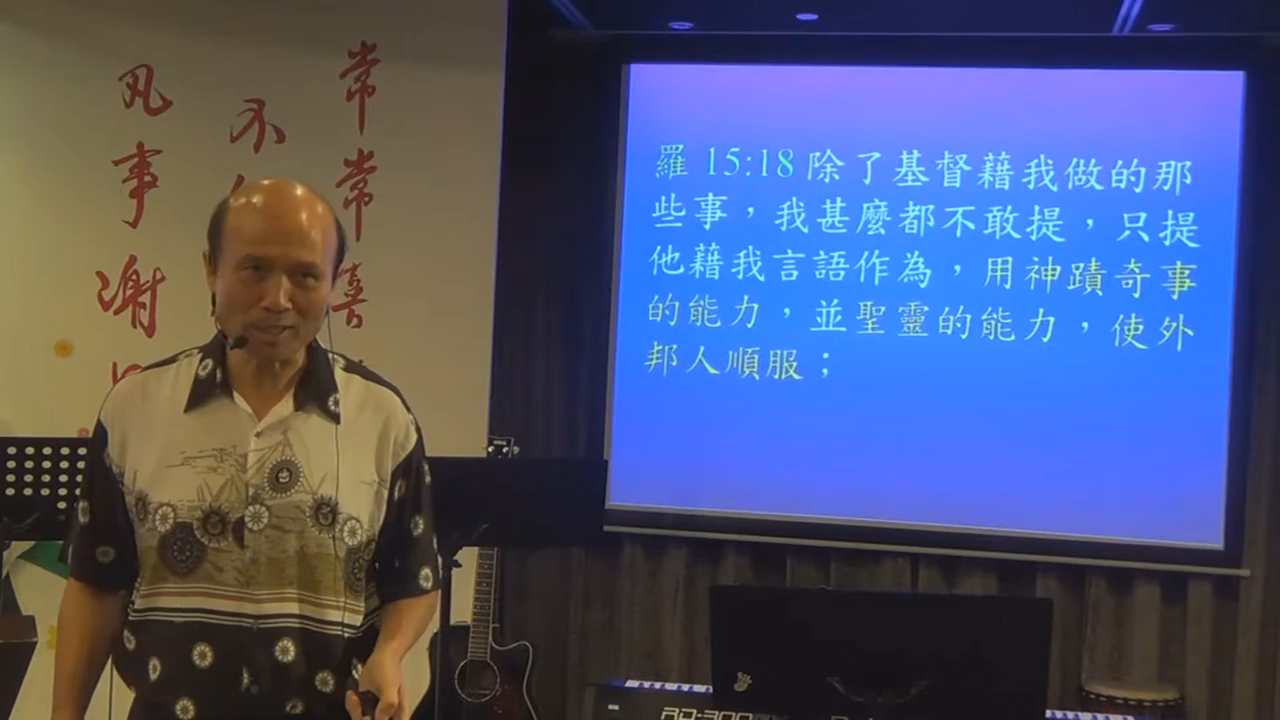 常常喜
不
凡事谢
羅 15:18 除了基督藉我做的那
些事，我甚麼都不敢提，只提
他藉我言語作為，用神蹟奇事
的能力，並聖靈的能力，使外
邦人順服；